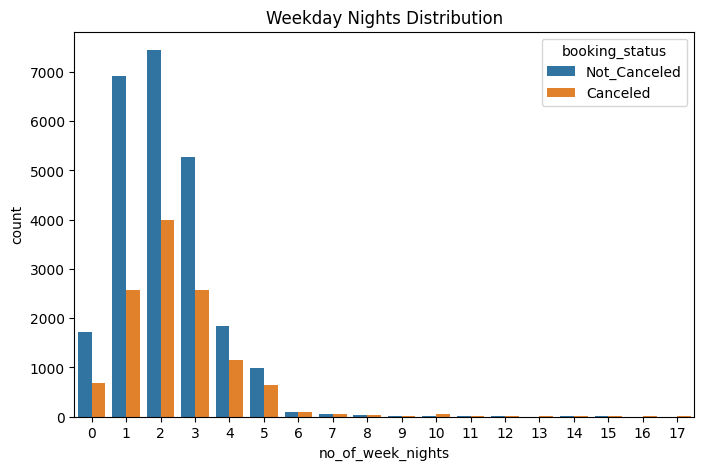 Weekday Nights Distribution
booking_status
Not_Canceled
Canceled
7000
6000
5000
4000
3000
2000
1000
0
count
0 1 2 3 4 5 6 7 8 9 10 11 12 13 14 15 16 17
no_of_week_nights